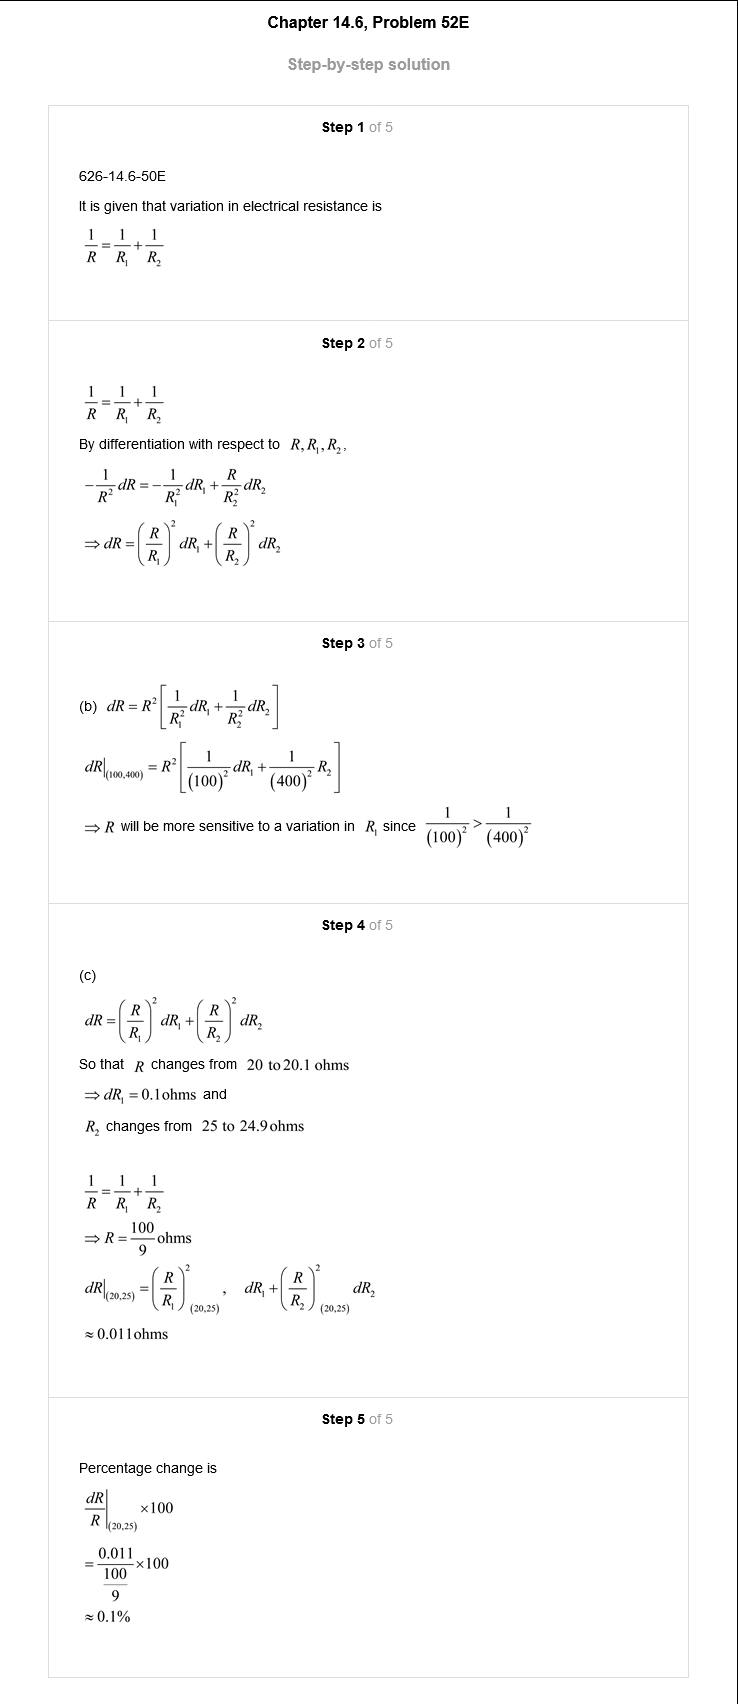 Chapter 14.6, Problem 52E
Step-by-step solution
Step 1 of 5
626-14.6-50E
It is given that variation in electrical resistance is
\frac{1}{R} = \frac{1}{R_1} + \frac{1}{R_2}
Step 2 of 5
\frac{1}{R} = \frac{1}{R_1} + \frac{1}{R_2}
By differentiation with respect to R, R_1, R_2,
-\frac{1}{R^2} dR = -\frac{1}{R_1^2} dR_1 + \frac{R}{R_2^2} dR_2
\Rightarrow dR = \left(\frac{R}{R_1}\right)^2 dR_1 + \left(\frac{R}{R_2}\right)^2 dR_2
Step 3 of 5
(b) dR = R^2 \left[\frac{1}{R_1^2} dR_1 + \frac{1}{R_2^2} dR_2\right]
dR|_{(100,400)} = R^2 \left[\frac{1}{(100)^2} dR_1 + \frac{1}{(400)^2} R_2\right]
\Rightarrow R will be more sensitive to a variation in R_1 since \frac{1}{(100)^2} > \frac{1}{(400)^2}
Step 4 of 5
(c)
dR = \left(\frac{R}{R_1}\right)^2 dR_1 + \left(\frac{R}{R_2}\right)^2 dR_2
So that R changes from 20 to 20.1 ohms
\Rightarrow dR_1 = 0.1 ohms and
R_2 changes from 25 to 24.9 ohms
\frac{1}{R} = \frac{1}{R_1} + \frac{1}{R_2}
\Rightarrow R = \frac{100}{9} ohms
dR|_{(20,25)} = \left(\frac{R}{R_1}\right)^2_{(20,25)} , dR_1 + \left(\frac{R}{R_2}\right)^2_{(20,25)} dR_2
≈ 0.011 ohms
Step 5 of 5
Percentage change is
\frac{dR}{R}|_{(20,25)} × 100
= \frac{0.011}{\frac{100}{9}} × 100
≈ 0.1%